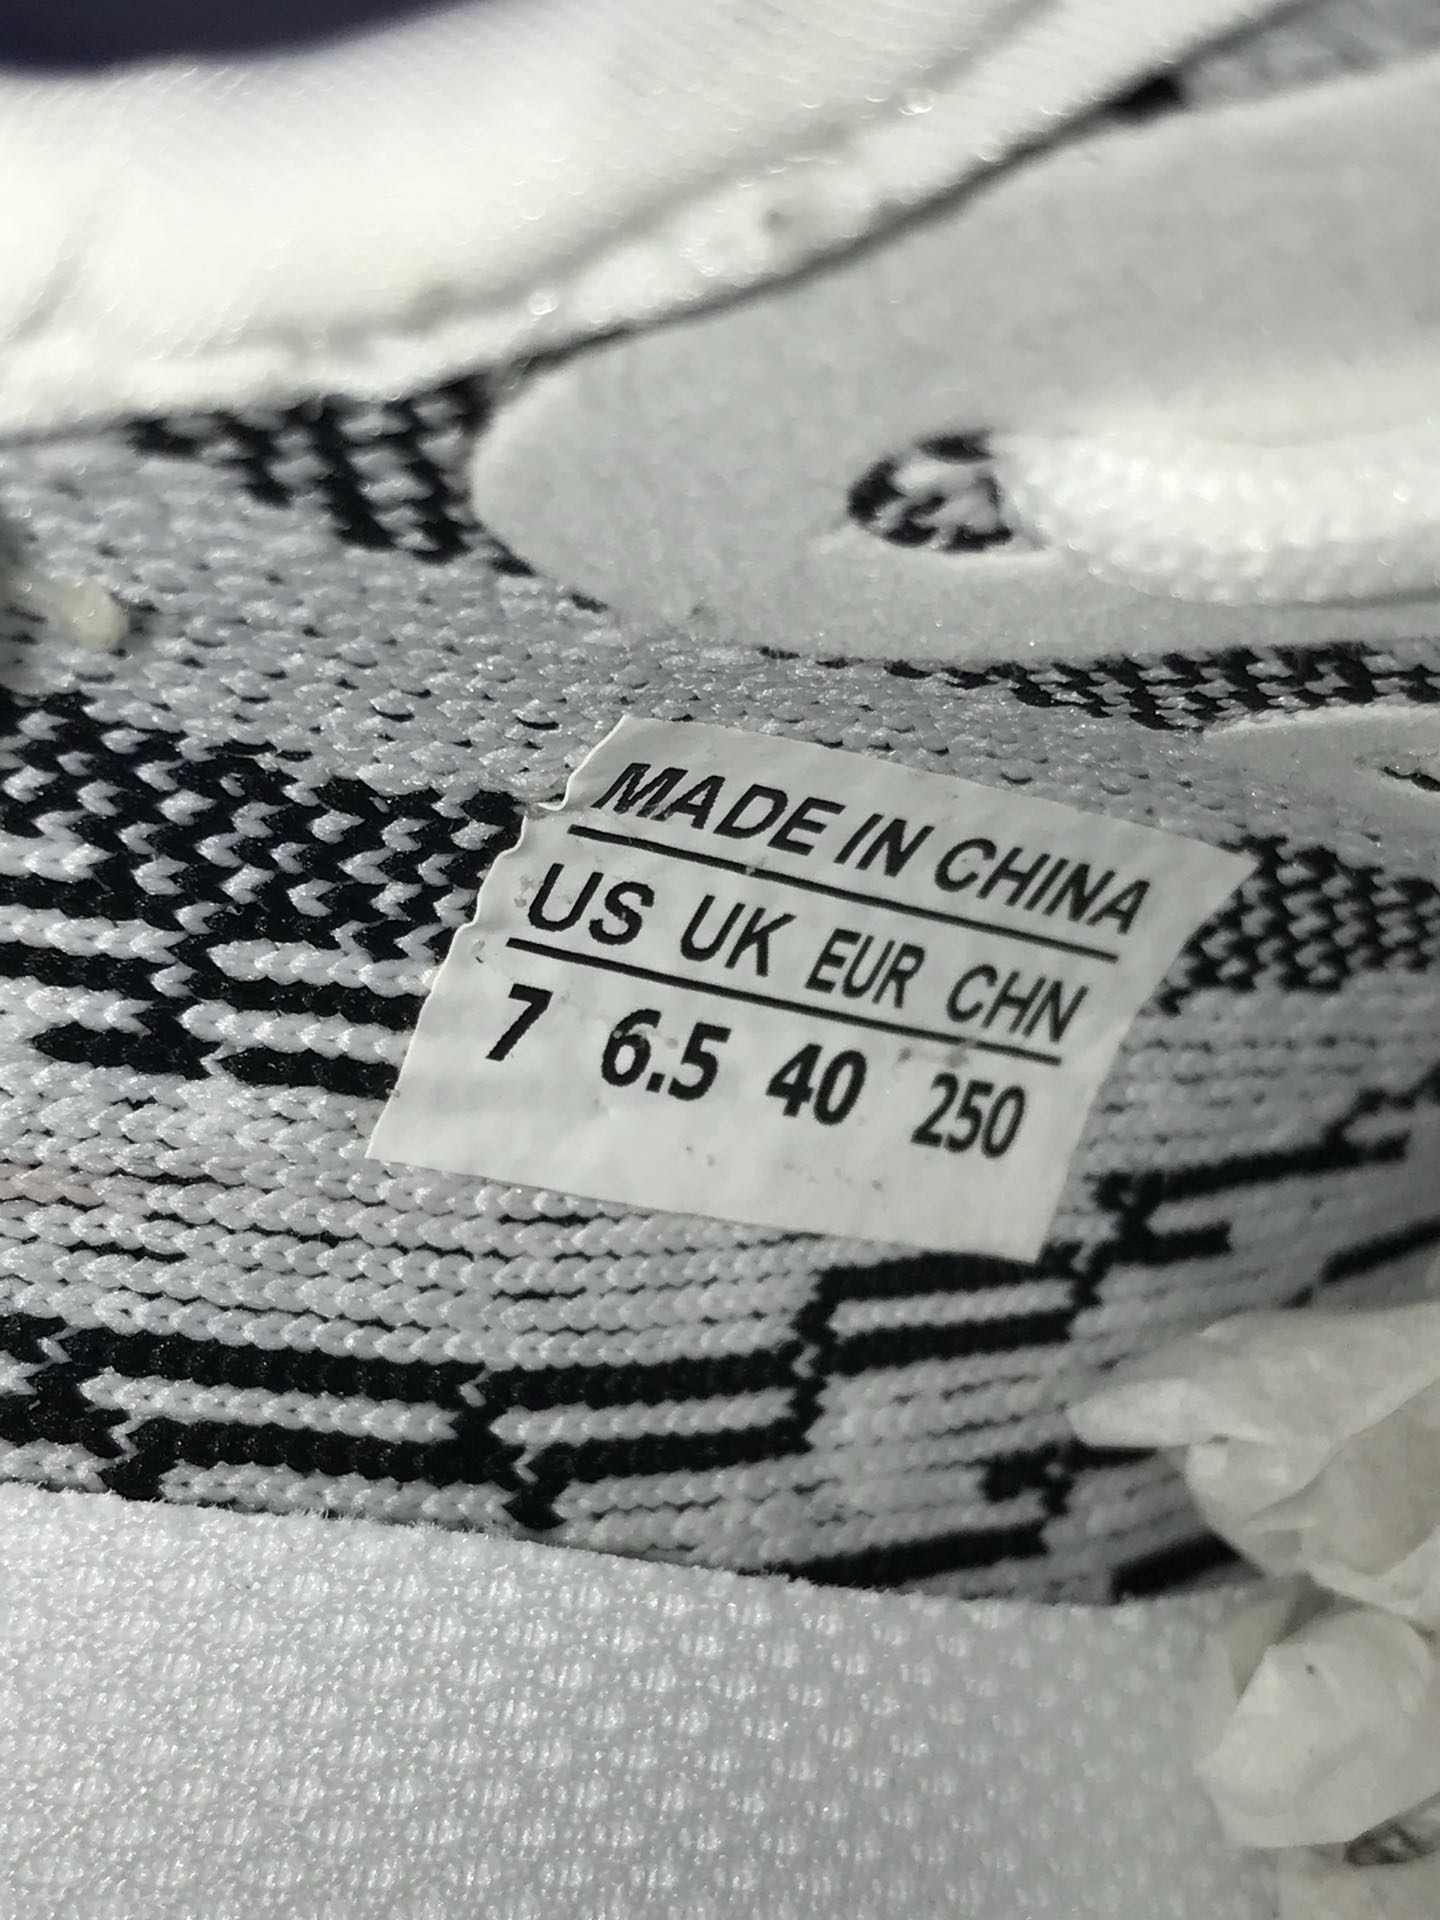 MADE IN CHINA
US UK EUR CHN
7 6.5 40 250